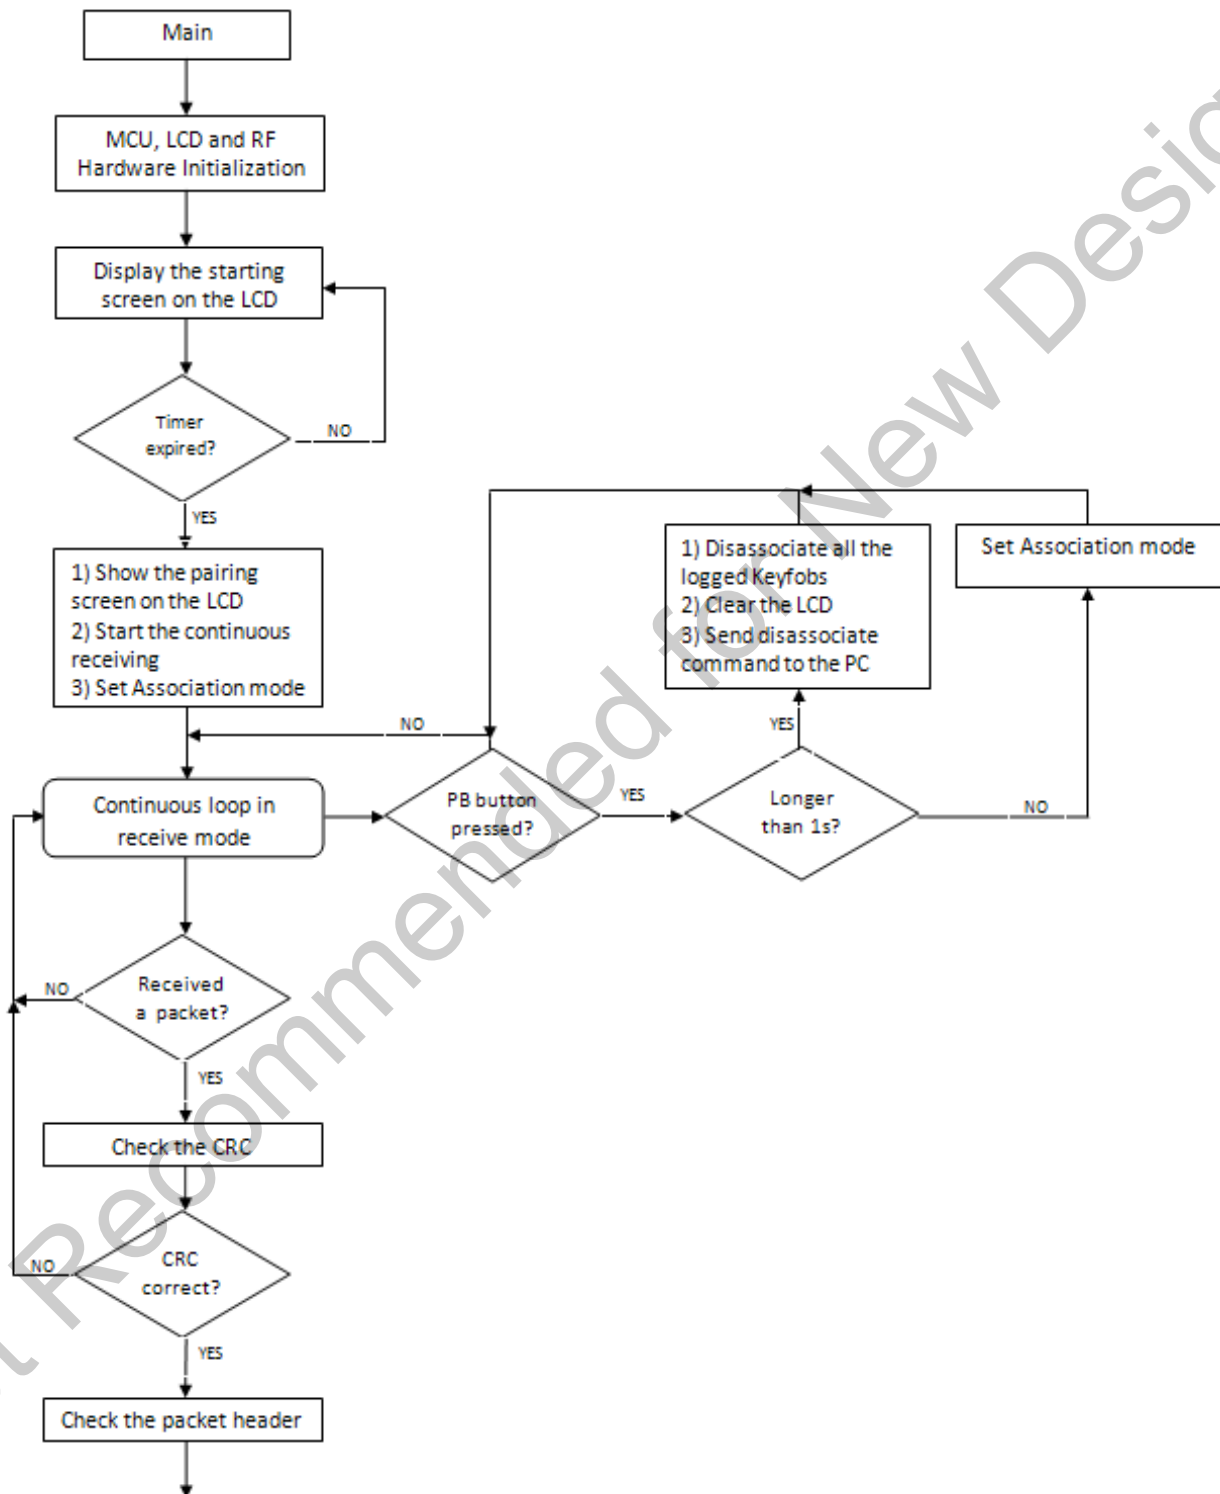 Main
MCU, LCD and RF
Hardware Initialization
Display the starting
screen on the LCD
Timer
expired?
NO
YES
1) Show the pairing
screen on the LCD
2) Start the continuous
receiving
3) Set Association mode
1) Disassociate all the
logged Keyfobs
2) Clear the LCD
3) Send disassociate
command to the PC
Set Association mode
NO
YES
Continuous loop in
receive mode
PB button
pressed?
YES
Longer
than 1s?
NO
Received
a packet?
NO
YES
Check the CRC
CRC
correct?
NO
YES
Check the packet header
Recommended for New Desig